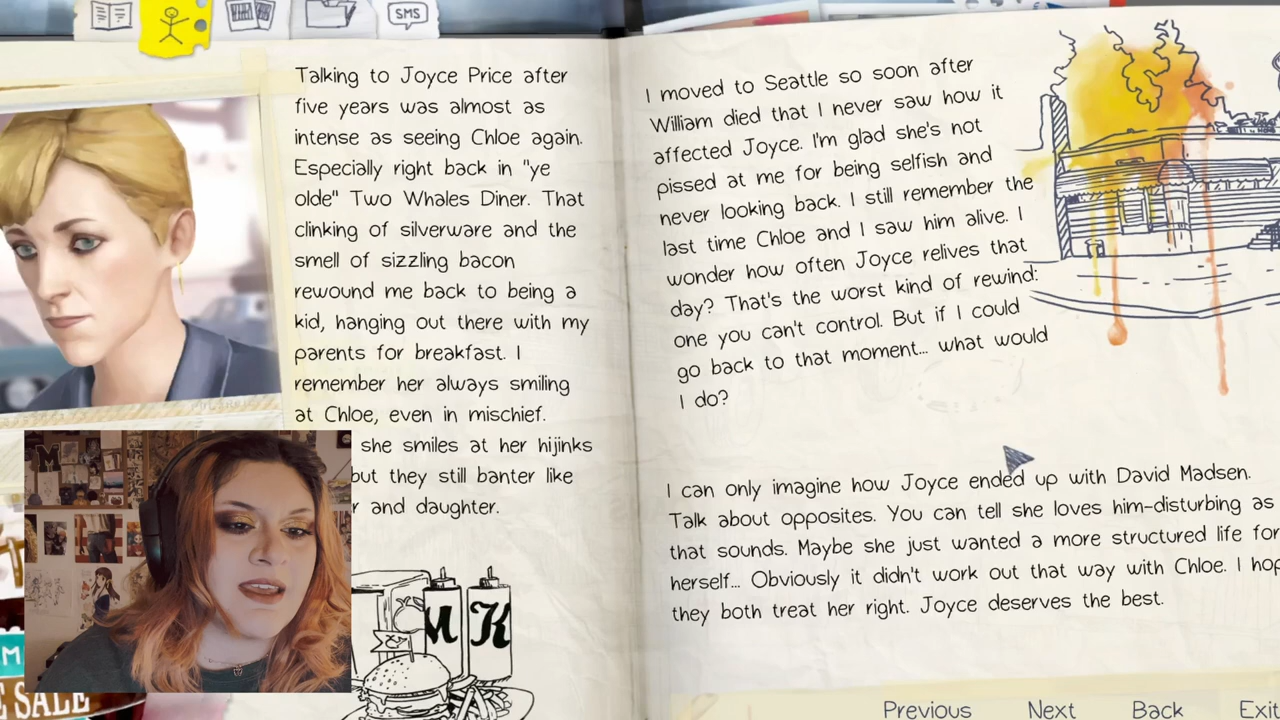 SMS
Talking to Joyce Price after
five years was almost as
intense as seeing Chloe again.
Especially right back in "ye
olde" Two Whales Diner. That
clinking of silverware and the
smell of sizzling bacon
rewound me back to being a
kid, hanging out there with my
parents for breakfast. I
remember her always smiling
at Chloe, even in mischief.
she smiles at her hijinks
but they still banter like
r and daughter.
M
K
M
E SALE
I moved to Seattle so soon after
William died that I never saw how it
affected Joyce. I'm glad she's not
pissed at me for being selfish and
never looking back. I still remember the
last time Chloe and I saw him alive. I
wonder how often Joyce relives that
day? That's the worst kind of rewind:
one you can't control. But if I could
go back to that moment... what would
I do?
I can only imagine how Joyce ended up with David Madsen.
Talk about opposites. You can tell she loves him-disturbing as
that sounds. Maybe she just wanted a more structured life for
herself... Obviously it didn't work out that way with Chloe. I hop
they both treat her right. Joyce deserves the best.
Previous Next Back Exit